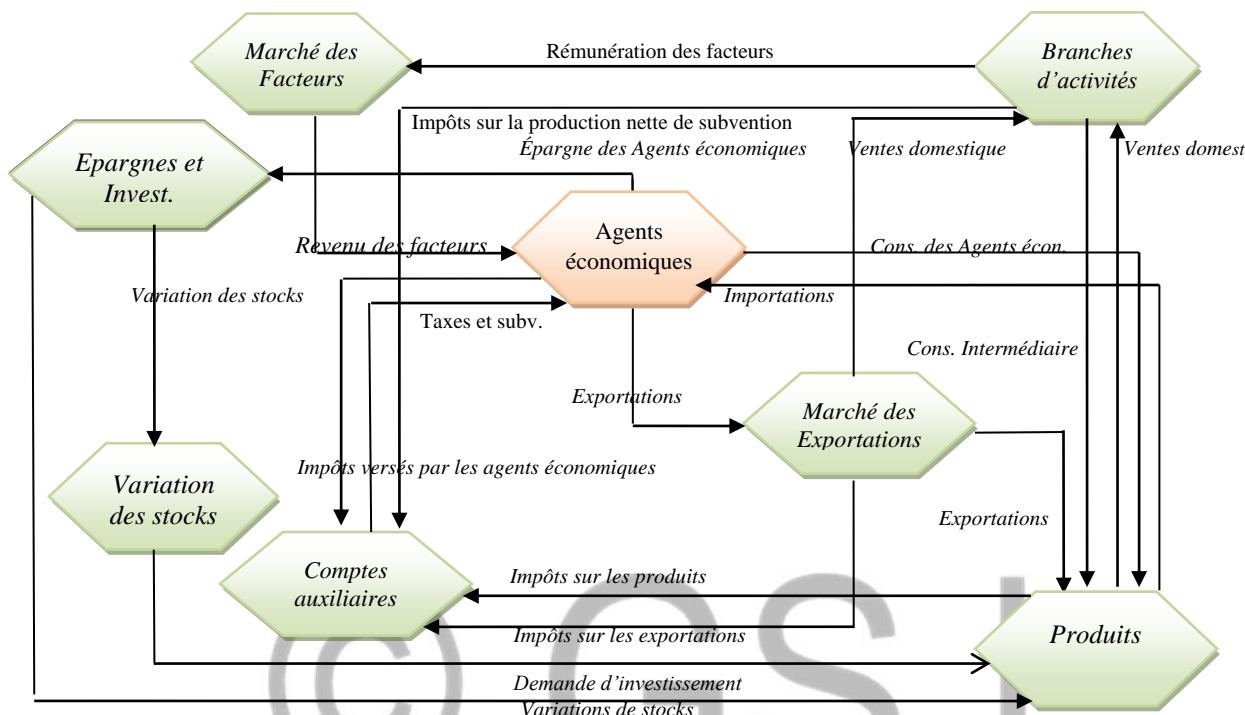 Marché des
Facteurs
Rémunération des facteurs
Branches
d’activités
Impôts sur la production nette de subvention
Épargne des Agents économiques
Ventes domestique
Ventes domest
Epargnes et
Invest.
Agents
économiques
Revenu des facteurs
Cons. des Agents écon.
Variation des stocks
Importations
Taxes et subv.
Cons. Intermédiaire
Exportations
Marché des
Exportations
Impôts versés par les agents économiques
Variation
des stocks
Exportations
Comptes
auxiliaires
Impôts sur les produits
Impôts sur les exportations
Produits
Demande d’investissement
Variations de stocks
© GSJ